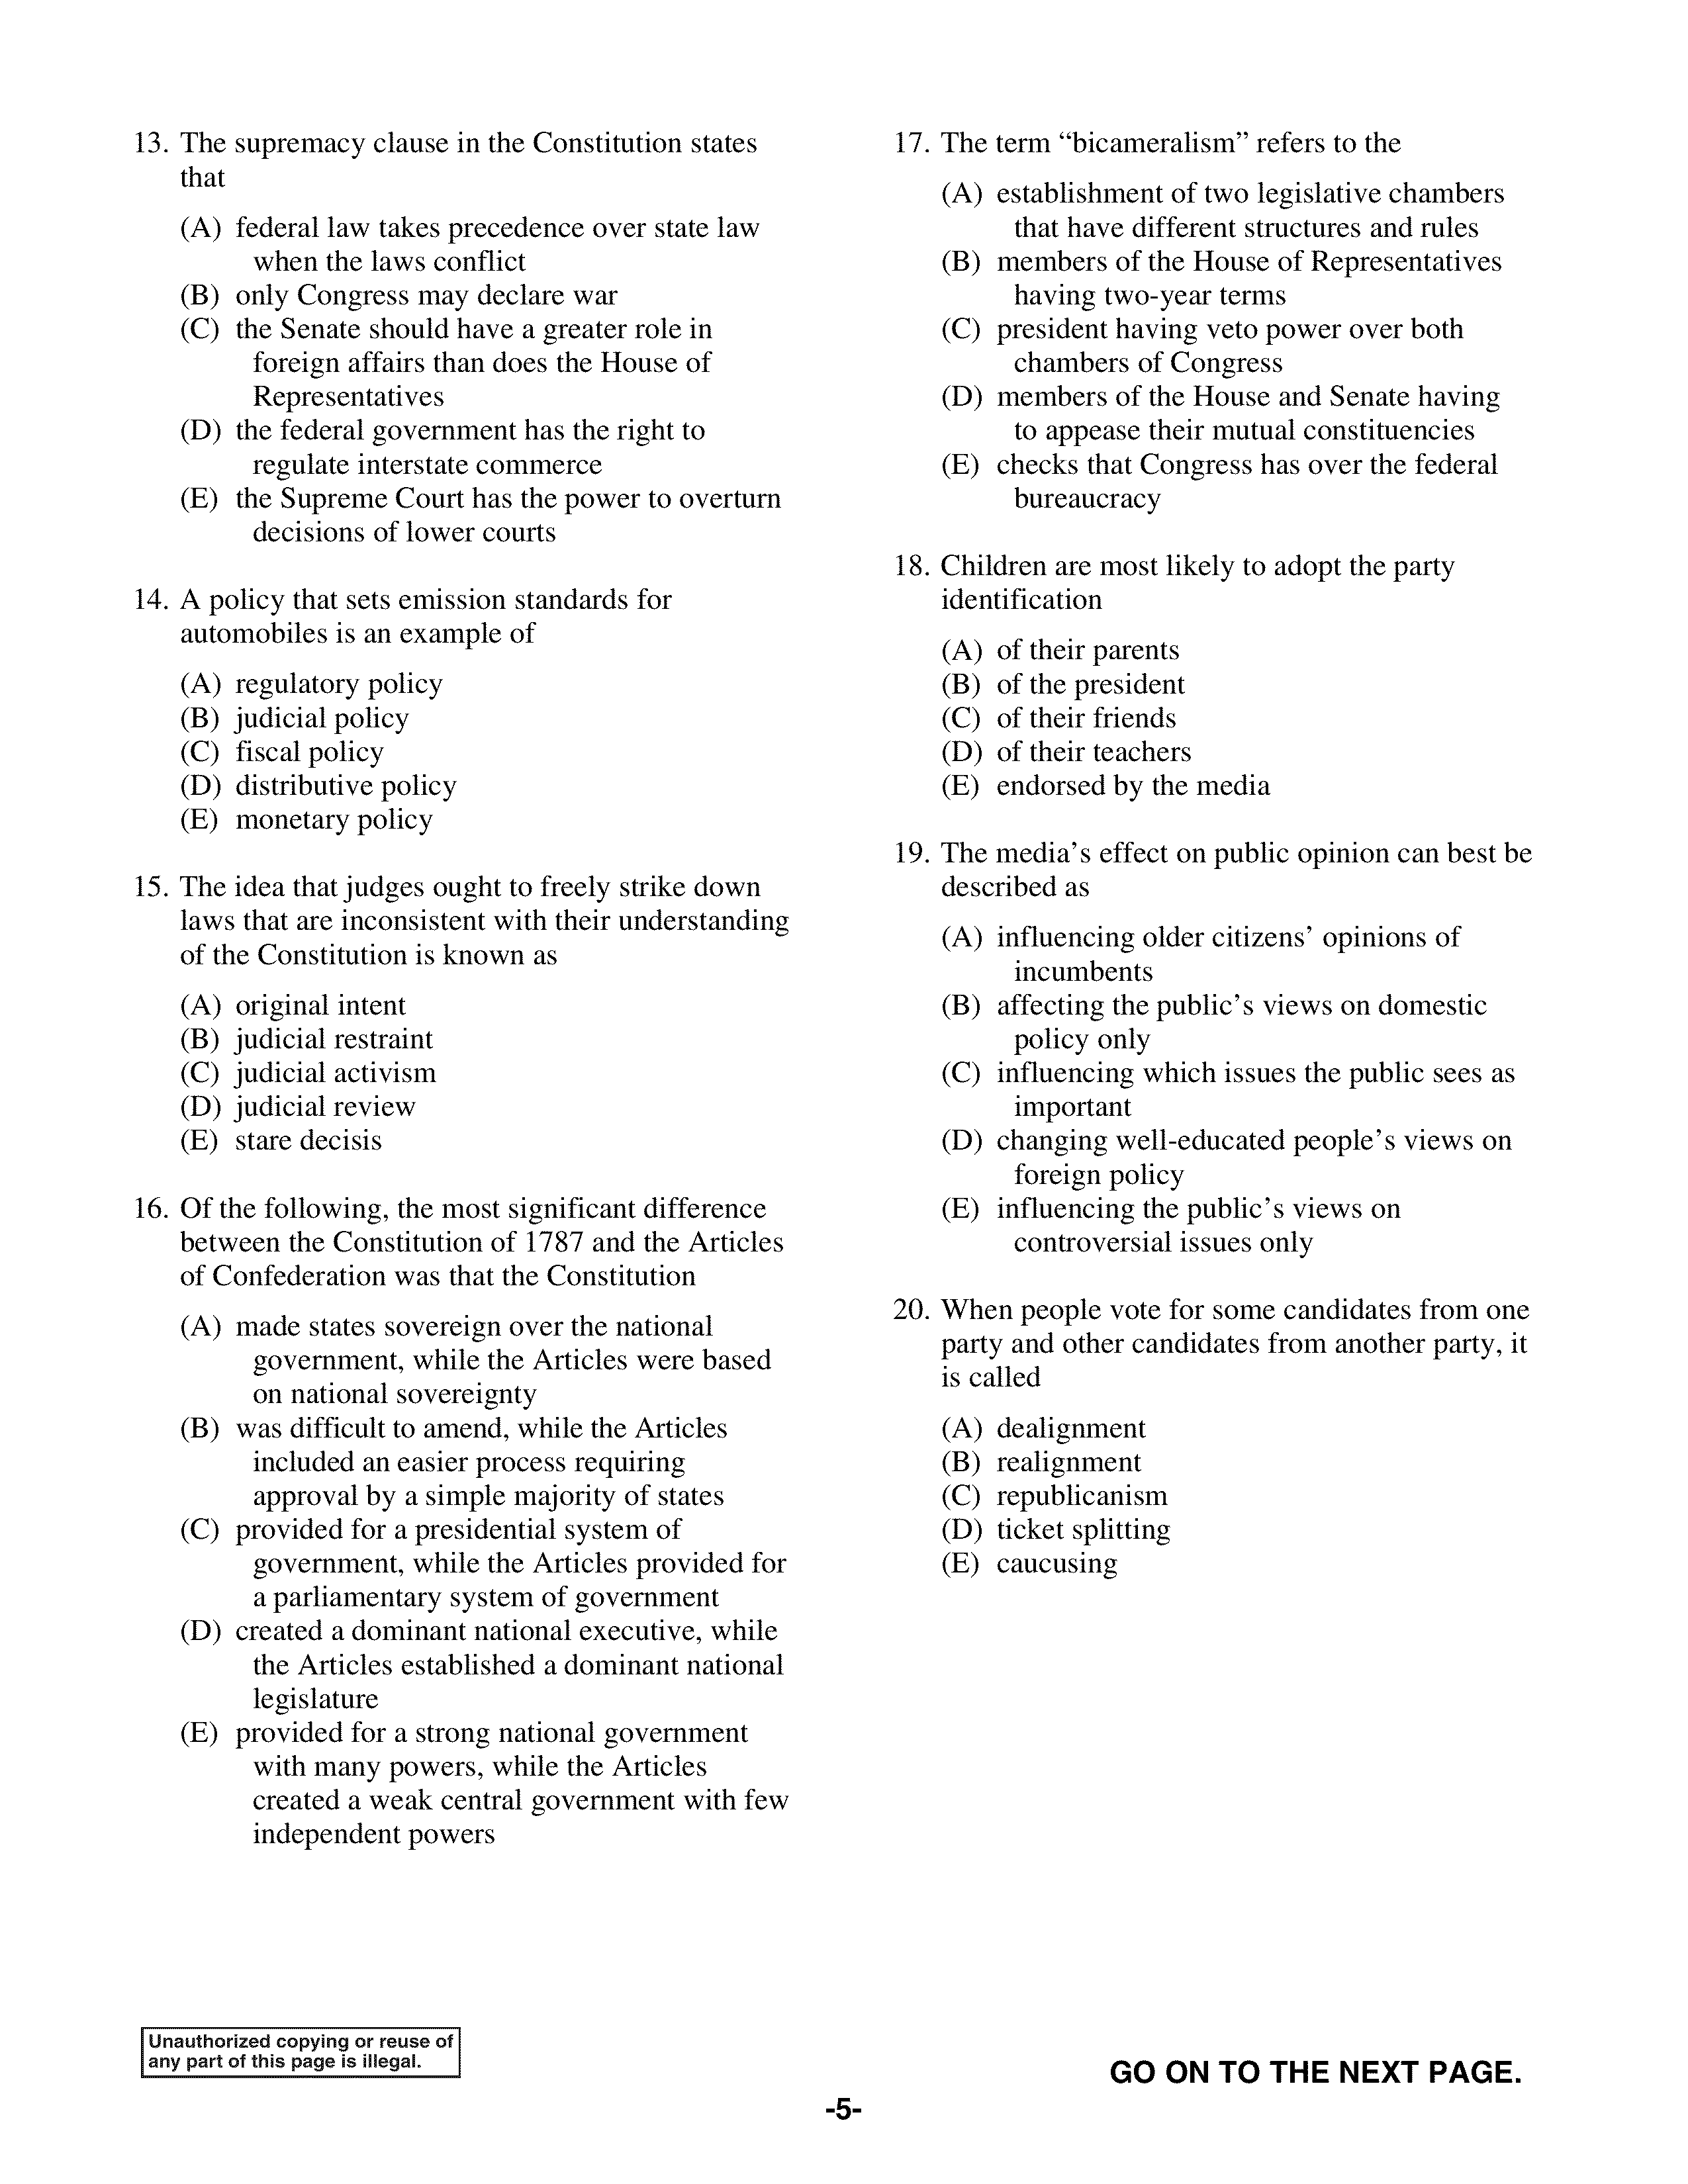 13. The supremacy clause in the Constitution states
that
(A) federal law takes precedence over state law
when the laws conflict
(B) only Congress may declare war
(C) the Senate should have a greater role in
foreign affairs than does the House of
Representatives
(D) the federal government has the right to
regulate interstate commerce
(E) the Supreme Court has the power to overturn
decisions of lower courts
14. A policy that sets emission standards for
automobiles is an example of
(A) regulatory policy
(B) judicial policy
(C) fiscal policy
(D) distributive policy
(E) monetary policy
15. The idea that judges ought to freely strike down
laws that are inconsistent with their understanding
of the Constitution is known as
(A) original intent
(B) judicial restraint
(C) judicial activism
(D) judicial review
(E) stare decisis
16. Of the following, the most significant difference
between the Constitution of 1787 and the Articles
of Confederation was that the Constitution
(A) made states sovereign over the national
government, while the Articles were based
on national sovereignty
(B) was difficult to amend, while the Articles
included an easier process requiring
approval by a simple majority of states
(C) provided for a presidential system of
government, while the Articles provided for
a parliamentary system of government
(D) created a dominant national executive, while
the Articles established a dominant national
legislature
(E) provided for a strong national government
with many powers, while the Articles
created a weak central government with few
independent powers
17. The term “bicameralism” refers to the
(A) establishment of two legislative chambers
that have different structures and rules
(B) members of the House of Representatives
having two-year terms
(C) president having veto power over both
chambers of Congress
(D) members of the House and Senate having
to appease their mutual constituencies
(E) checks that Congress has over the federal
bureaucracy
18. Children are most likely to adopt the party
identification
(A) of their parents
(B) of the president
(C) of their friends
(D) of their teachers
(E) endorsed by the media
19. The media’s effect on public opinion can best be
described as
(A) influencing older citizens’ opinions of
incumbents
(B) affecting the public’s views on domestic
policy only
(C) influencing which issues the public sees as
important
(D) changing well-educated people’s views on
foreign policy
(E) influencing the public’s views on
controversial issues only
20. When people vote for some candidates from one
party and other candidates from another party, it
is called
(A) dealignment
(B) realignment
(C) republicanism
(D) ticket splitting
(E) caucusing
Unauthorized copying or reuse of
any part of this page is illegal.
GO ON TO THE NEXT PAGE.
-5-